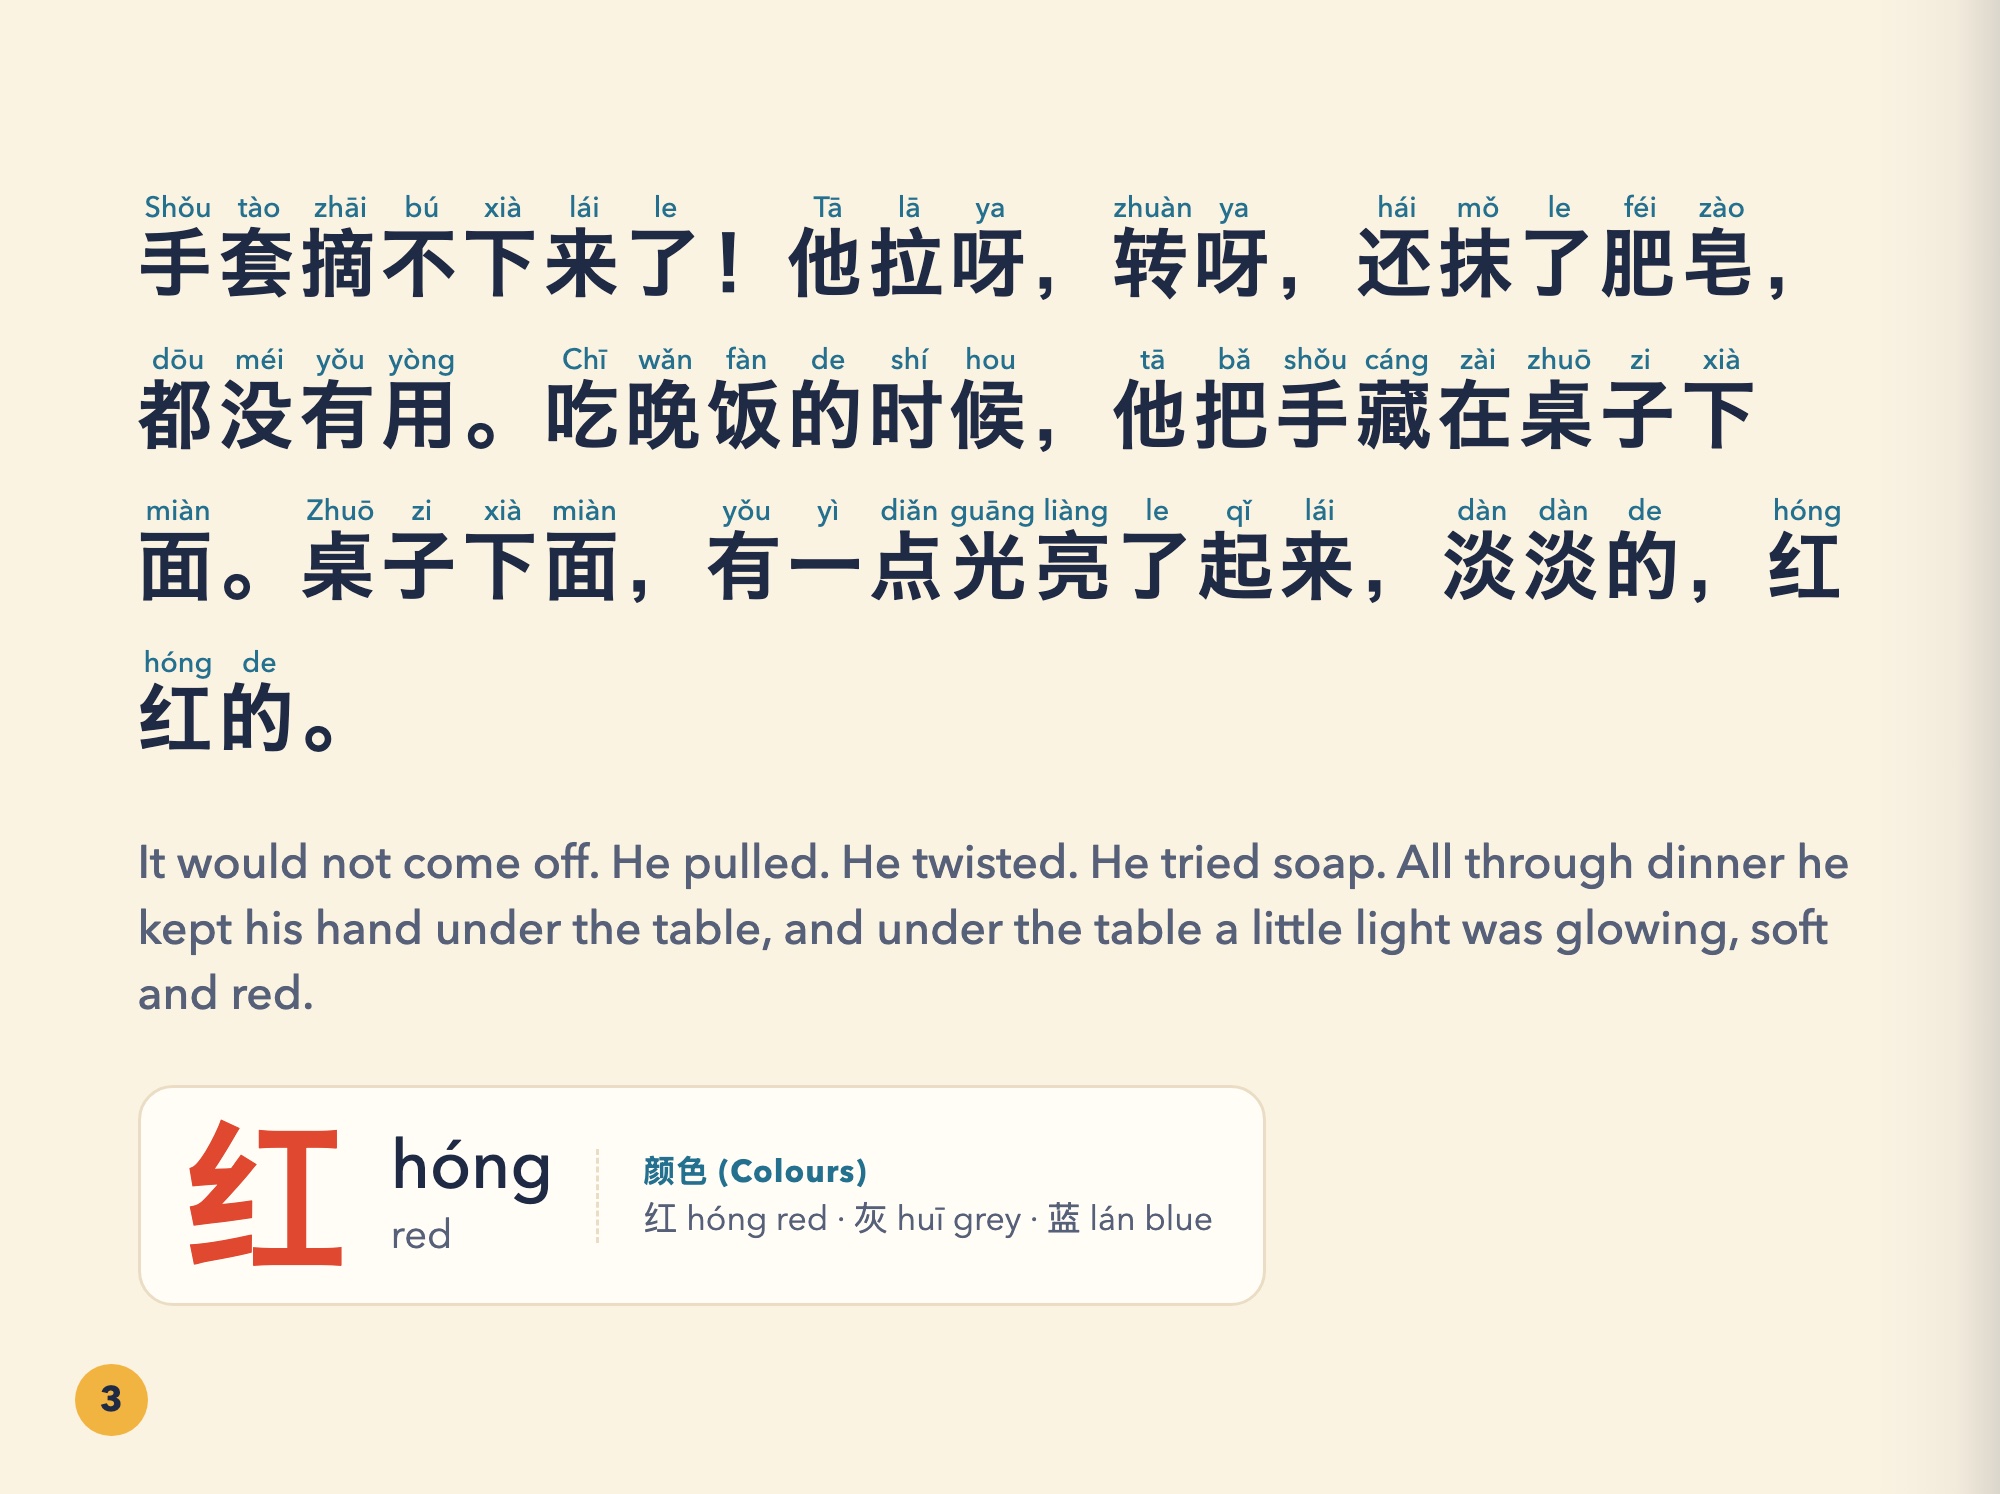 Shǒu tào zhāi bú xià lái le Tā lā ya zhuàn ya hái mǒ le féi zào
手套摘不下来了！他拉呀，转呀，还抹了肥皂，
dōu méi yǒu yòng Chī wǎn fàn de shí hou tā bǎ shǒu cáng zài zhuō zi xià
都没有用。吃晚饭的时候，他把手藏在桌子下
miàn Zhuō zi xià miàn yǒu yì diǎn guāng liàng le qǐ lái dàn dàn de hóng
面。桌子下面，有一点光亮了起来，淡淡的，红
hóng de
红的。
It would not come off. He pulled. He twisted. He tried soap. All through dinner he
kept his hand under the table, and under the table a little light was glowing, soft
and red.
红
hóng
red
颜色 (Colours)
红 hóng red · 灰 huī grey · 蓝 lán blue
3